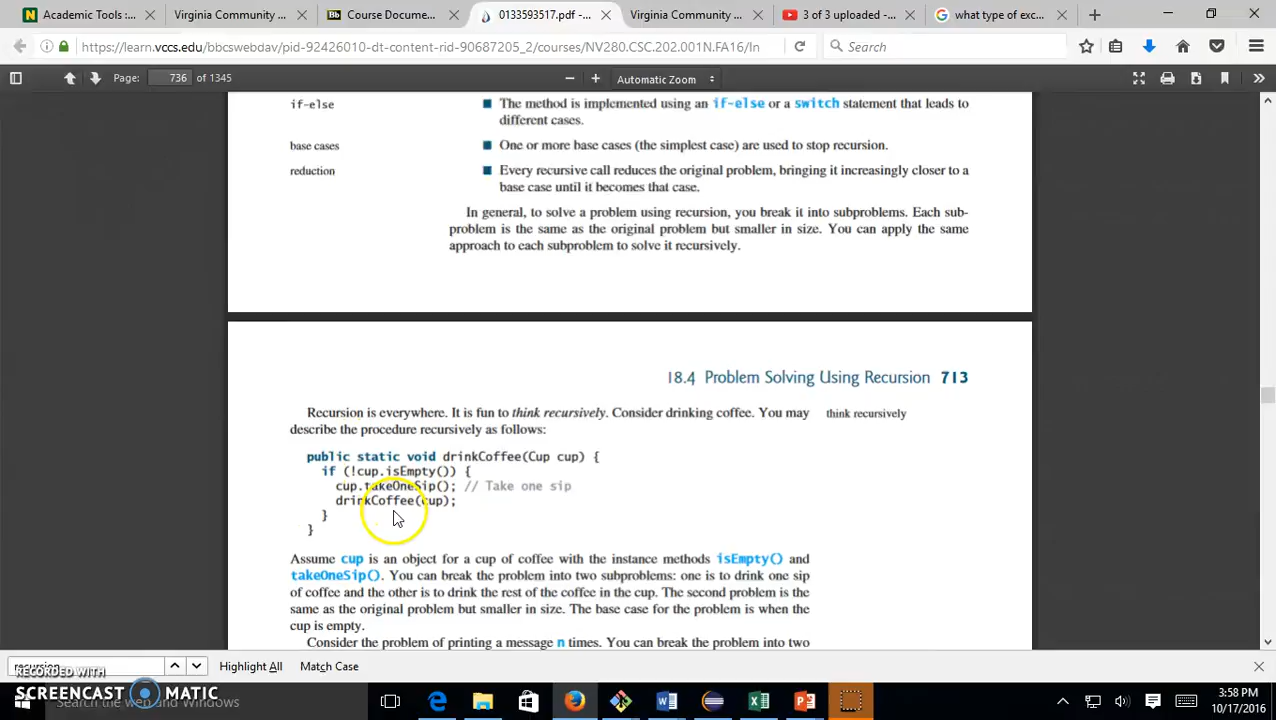 Academic Tools :...
Virginia Community ...
Course Documen...
0133593517.pdf - ...
Virginia Community ...
3 of 3 uploaded - ...
what type of exc...
https://learn.vccs.edu/bbcswebdav/pid-92426010-dt-content-rid-90687205_2/courses/NV280.CSC.202.001N.FA16/In
Search
Page: 736 of 1345
Automatic Zoom
if-else
The method is implemented using an if-else or a switch statement that leads to
different cases.
base cases
One or more base cases (the simplest case) are used to stop recursion.
reduction
Every recursive call reduces the original problem, bringing it increasingly closer to a
base case until it becomes that case.
In general, to solve a problem using recursion, you break it into subproblems. Each sub-
problem is the same as the original problem but smaller in size. You can apply the same
approach to each subproblem to solve it recursively.
18.4 Problem Solving Using Recursion 713
Recursion is everywhere. It is fun to think recursively. Consider drinking coffee. You may
describe the procedure recursively as follows:
think recursively
public static void drinkCoffee(Cup cup) {
if (!cup.isEmpty()) {
cup.takeOneSip(); // Take one sip
drinkCoffee(cup);
}
}
Assume cup is an object for a cup of coffee with the instance methods isEmpty() and
takeOneSip(). You can break the problem into two subproblems: one is to drink one sip
of coffee and the other is to drink the rest of the coffee in the cup. The second problem is the
same as the original problem but smaller in size. The base case for the problem is when the
cup is empty.
Consider the problem of printing a message n times. You can break the problem into two
Highlight All
Match Case
RECORDED WITH
SCREENCAST MATIC
Search the web and Windows
3:58 PM
10/17/2016